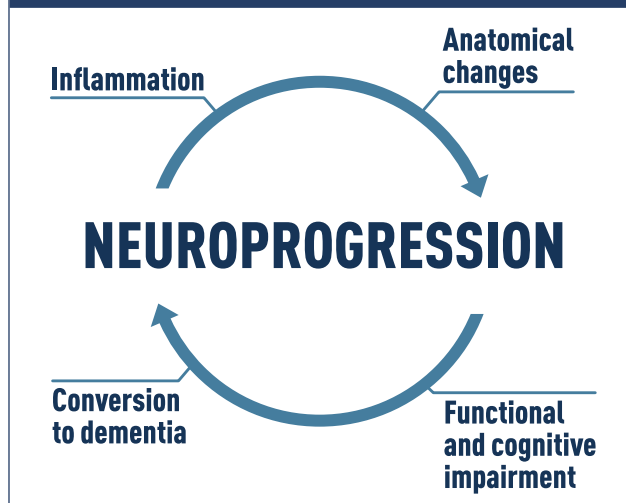 Inflammation
Anatomical
changes
NEUROPROGRESSION
Conversion
to dementia
Functional
and cognitive
impairment